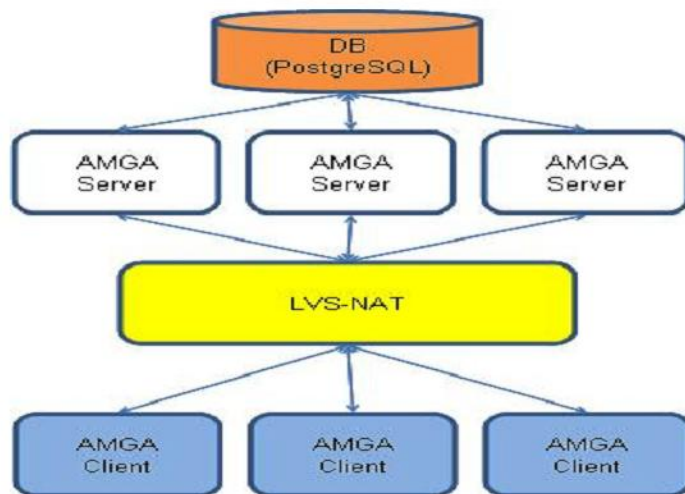 DB
(PostgreSQL)
AMGA
Server
AMGA
Server
AMGA
Server
LVS-NAT
AMGA
Client
AMGA
Client
AMGA
Client